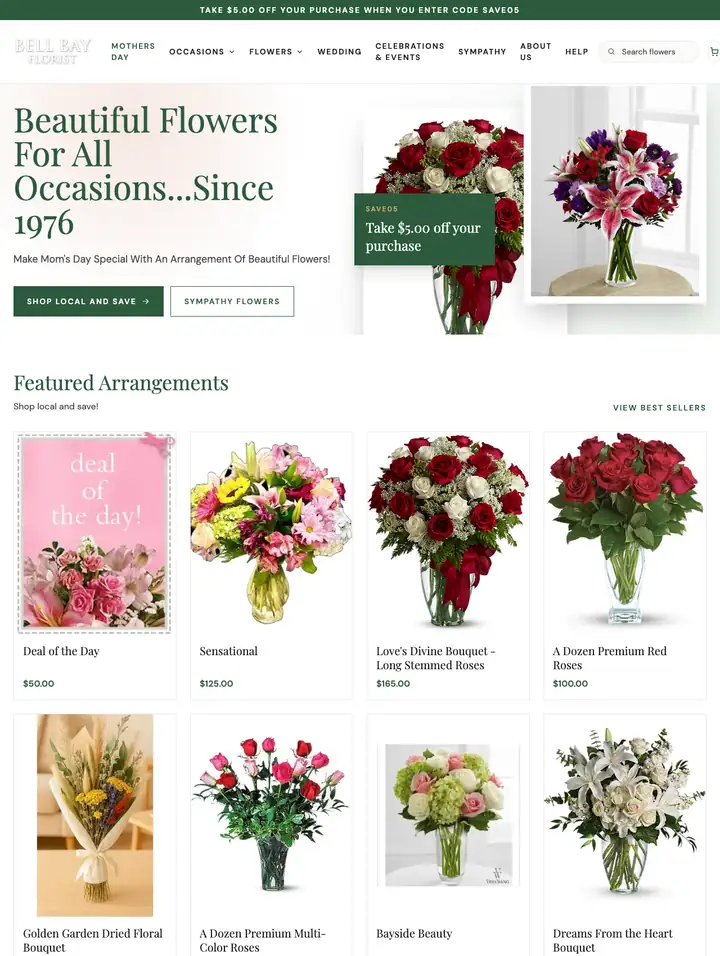 TAKE $5.00 OFF YOUR PURCHASE WHEN YOU ENTER CODE SAVE05
BELL BAY
FLORIST
MOTHERS
DAY
OCCASIONS
FLOWERS
WEDDING
CELEBRATIONS
& EVENTS
SYMPATHY
ABOUT
US
HELP
Search flowers
Beautiful Flowers
For All
Occasions...Since
1976
Make Mom's Day Special With An Arrangement Of Beautiful Flowers!
SHOP LOCAL AND SAVE →
SYMPATHY FLOWERS
SAVE05
Take $5.00 off your
purchase
Featured Arrangements
Shop local and save!
VIEW BEST SELLERS
deal
of
the day!
Deal of the Day
$50.00
Sensational
$125.00
Love's Divine Bouquet -
Long Stemmed Roses
$165.00
A Dozen Premium Red
Roses
$100.00
Golden Garden Dried Floral
Bouquet
A Dozen Premium Multi-
Color Roses
Bayside Beauty
Dreams From the Heart
Bouquet